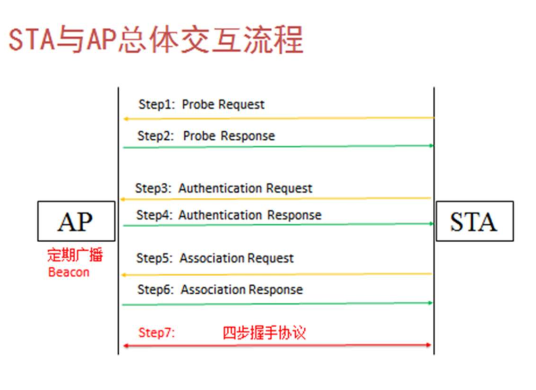 STA与AP总体交互流程
Step1: Probe Request
Step2: Probe Response
Step3: Authentication Request
AP
STA
Step4: Authentication Response
定期广播
Beacon
Step5: Association Request
Step6: Association Response
Step7: 四步握手协议